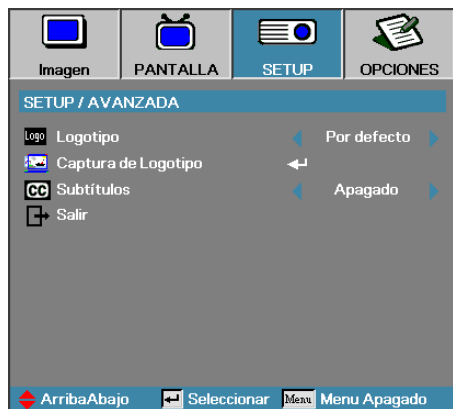 Imagen PANTALLA SETUP OPCIONES
SETUP / AVANZADA
Logo Logotipo Por defecto
Captura de Logotipo
CC Subtítulos Apagado
Salir
ArribaAbajo Seleccionar Menu Menu Apagado